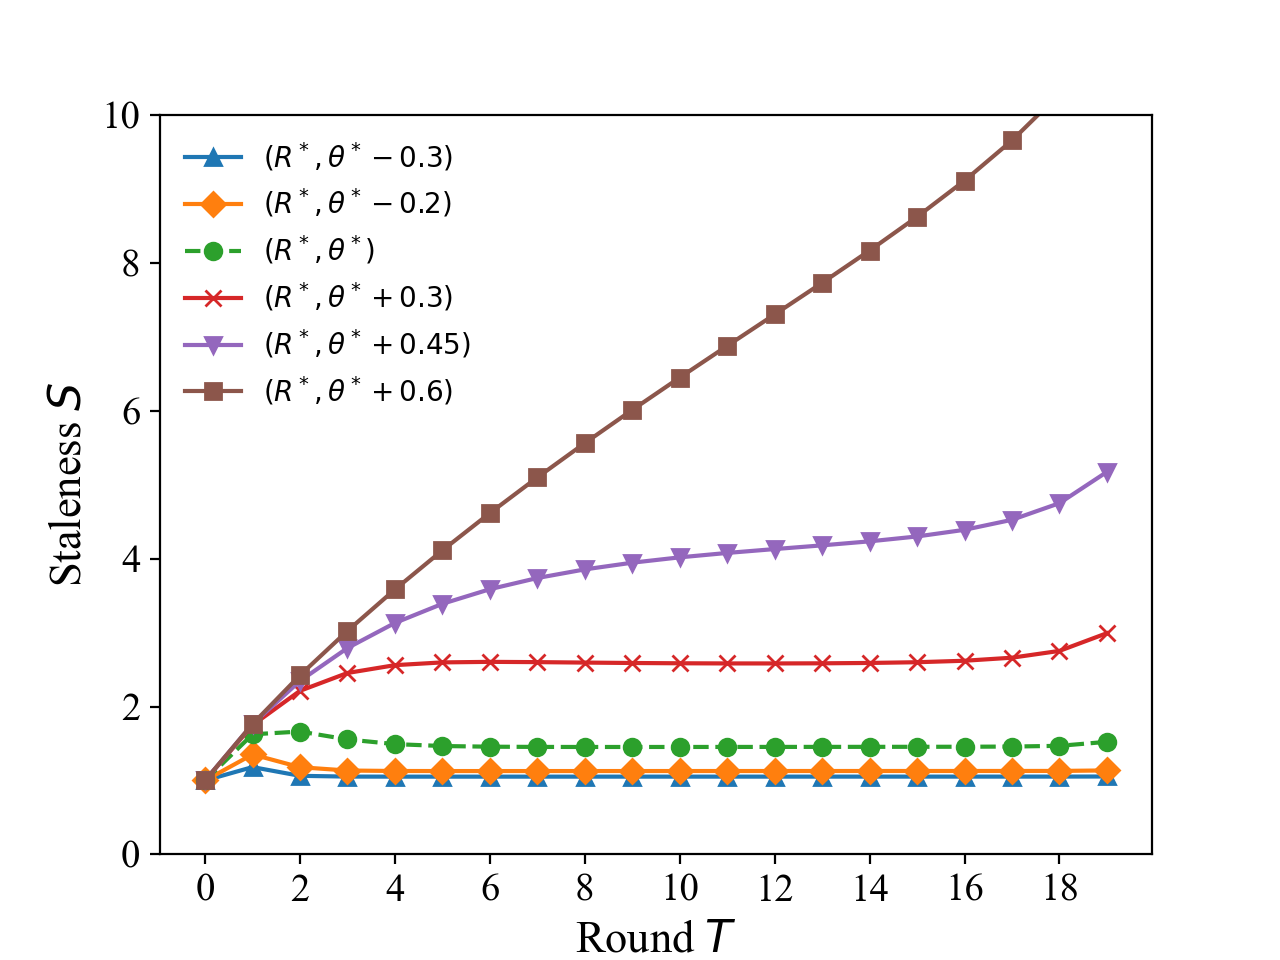 10
8
6
4
2
0
Staleness S
(R*, θ* − 0.3)
(R*, θ* − 0.2)
(R*, θ*)
(R*, θ* + 0.3)
(R*, θ* + 0.45)
(R*, θ* + 0.6)
0 2 4 6 8 10 12 14 16 18
Round T